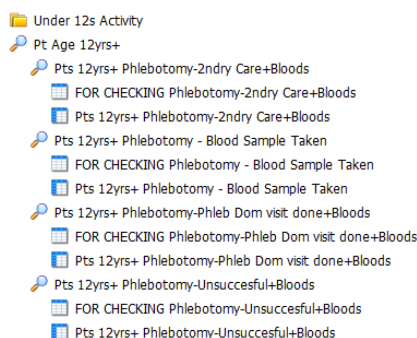 Under 12s Activity
Pt Age 12yrs+
Pts 12yrs+ Phlebotomy-2ndry Care+Bloods
FOR CHECKING Phlebotomy-2ndry Care+Bloods
Pts 12yrs+ Phlebotomy-2ndry Care+Bloods
Pts 12yrs+ Phlebotomy - Blood Sample Taken
FOR CHECKING Phlebotomy - Blood Sample Taken
Pts 12yrs+ Phlebotomy - Blood Sample Taken
Pts 12yrs+ Phlebotomy-Phleb Dom visit done+Bloods
FOR CHECKING Phlebotomy-Phleb Dom visit done+Bloods
Pts 12yrs+ Phlebotomy-Phleb Dom visit done+Bloods
Pts 12yrs+ Phlebotomy-Unsuccesful+Bloods
FOR CHECKING Phlebotomy-Unsuccesful+Bloods
Pts 12yrs+ Phlebotomy-Unsuccesful+Bloods